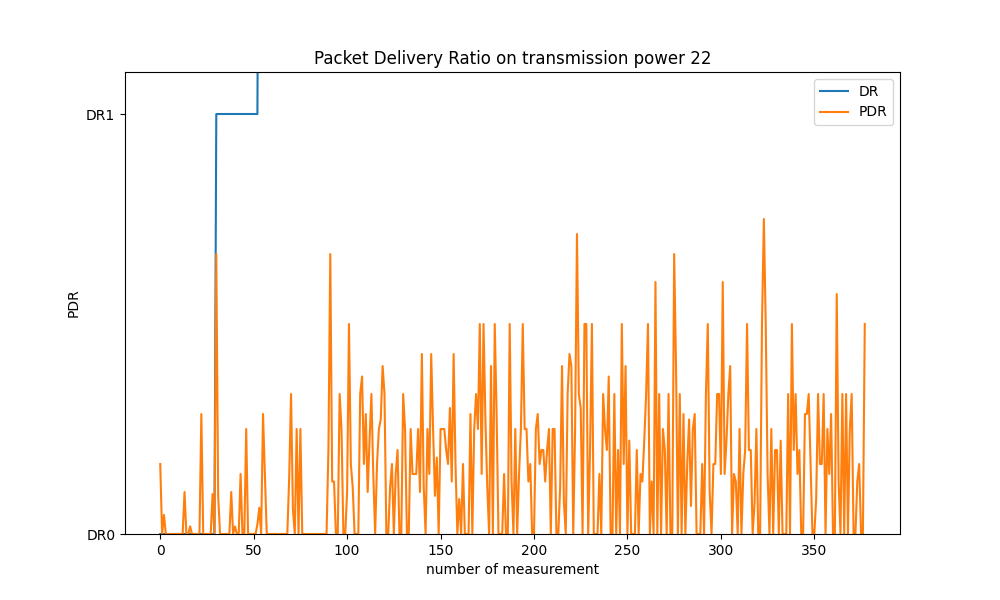 Packet Delivery Ratio on transmission power 22
DR
PDR
DR1
PDR
DR0
0 50 100 150 200 250 300 350
number of measurement